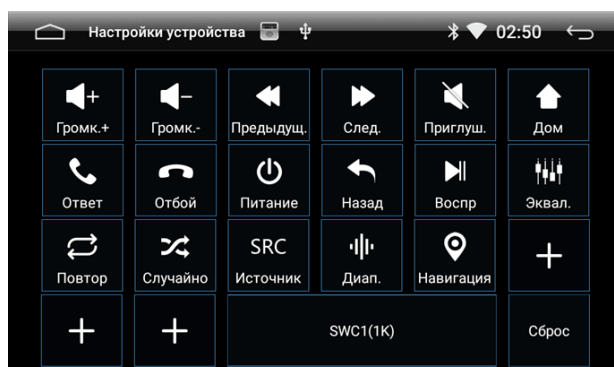 Настройки устройства 02:50
Громк.+ Громк.- Предыдущ. След. Приглуш. Дом
Ответ Отбой Питание Назад Воспр Эквал.
SRC
Повтор Случайно Источник Диап. Навигация
SWC1(1K) Сброс